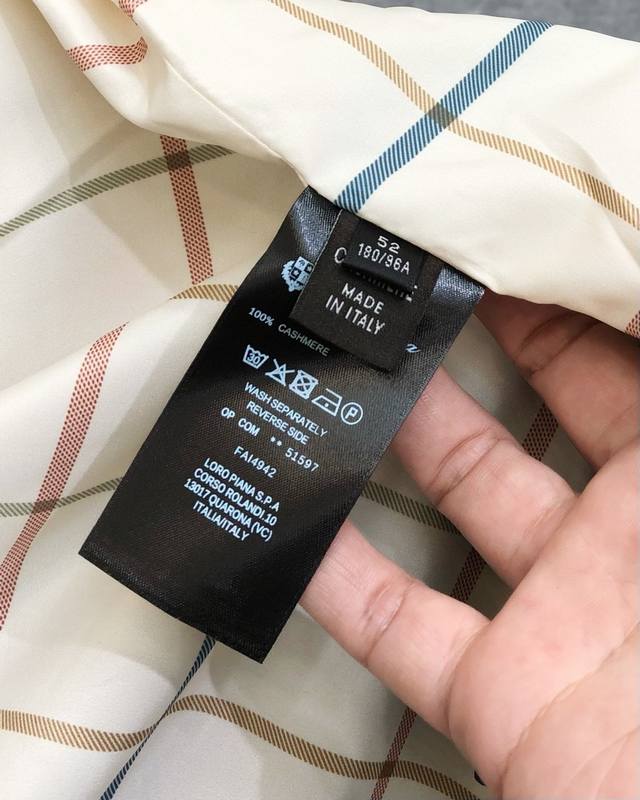 52
180/96A
MADE
IN ITALY
100% CASHMERE
30
P
WASH SEPARATELY
REVERSE SIDE
OP COM •• 51597
FAI4942
LORO PIANA S.P.A
CORSO ROLANDI.10
13017 QUARONA (VC)
ITALIA/ITALY